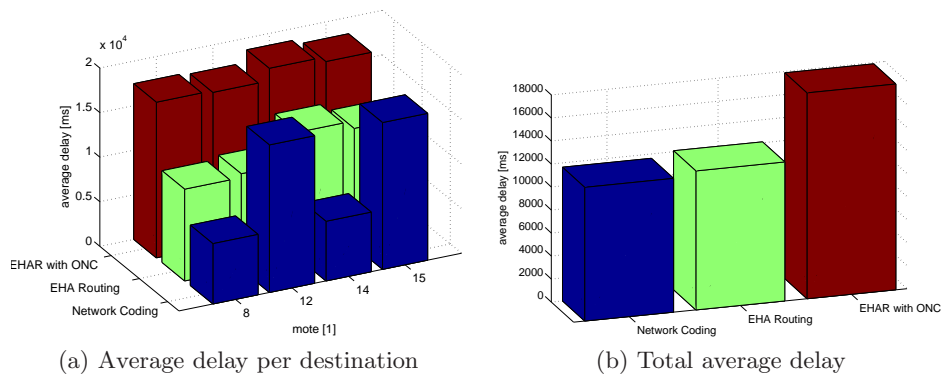 x 10^4
2
1.5
1
0.5
0
average delay [ms]
EHAR with ONC
EHA Routing
Network Coding
8
12
14
15
mote [1]
(a) Average delay per destination
18000
16000
14000
12000
10000
8000
6000
4000
2000
0
average delay [ms]
Network Coding
EHA Routing
EHAR with ONC
(b) Total average delay